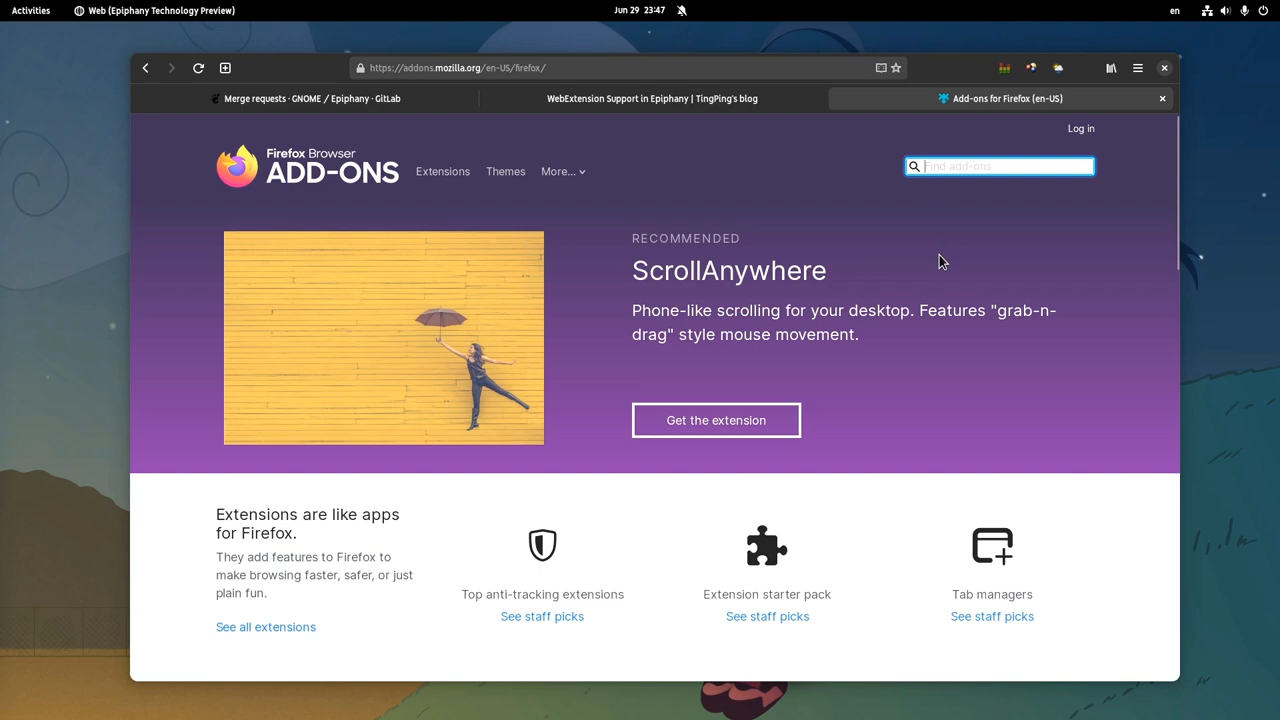 Activities
Web (Epiphany Technology Preview)
Jun 29 23:47
en
https://addons.mozilla.org/en-US/firefox/
Merge requests · GNOME / Epiphany · GitLab
WebExtension Support in Epiphany | TingPing's blog
Add-ons for Firefox (en-US)
Log in
Firefox Browser
ADD-ONS
Extensions
Themes
More...
Find add-ons
RECOMMENDED
ScrollAnywhere
Phone-like scrolling for your desktop. Features "grab-n-
drag" style mouse movement.
Get the extension
Extensions are like apps
for Firefox.
They add features to Firefox to
make browsing faster, safer, or just
plain fun.
See all extensions
Top anti-tracking extensions
See staff picks
Extension starter pack
See staff picks
Tab managers
See staff picks